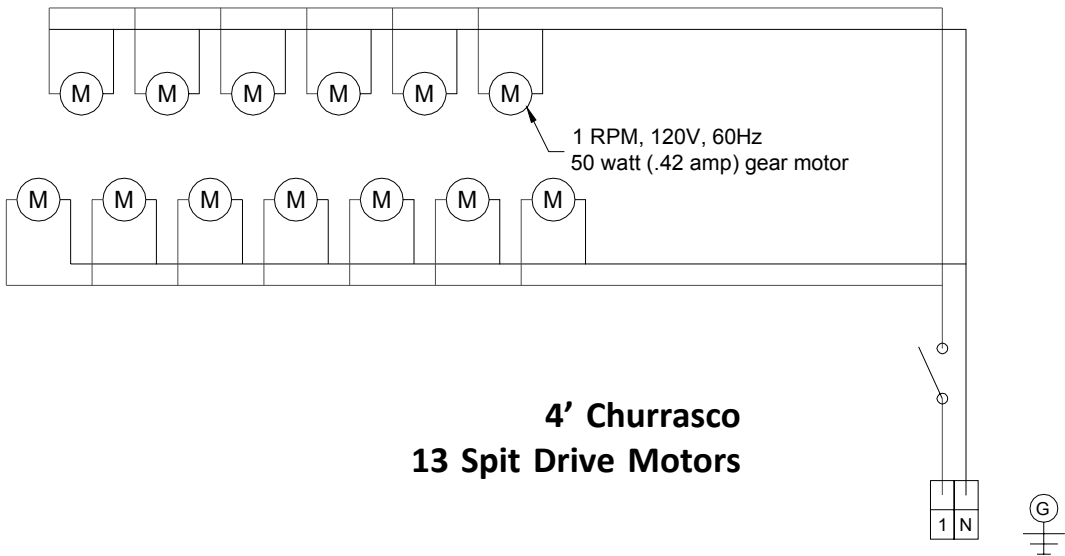 M M M M M M
1 RPM, 120V, 60Hz
50 watt (.42 amp) gear motor
M M M M M M M
4’ Churrasco
13 Spit Drive Motors
1 N
G